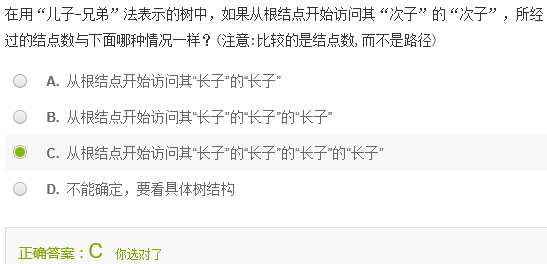 在用“儿子-兄弟”法表示的树中，如果从根结点开始访问其“次子”的“次子”，所经
过的结点数与下面哪种情况一样？(注意:比较的是结点数,而不是路径)
A. 从根结点开始访问其“长子”的“长子”
B. 从根结点开始访问其“长子”的“长子”的“长子”
C. 从根结点开始访问其“长子”的“长子”的“长子”的“长子”
D. 不能确定，要看具体树结构
正确答案：C 你选对了